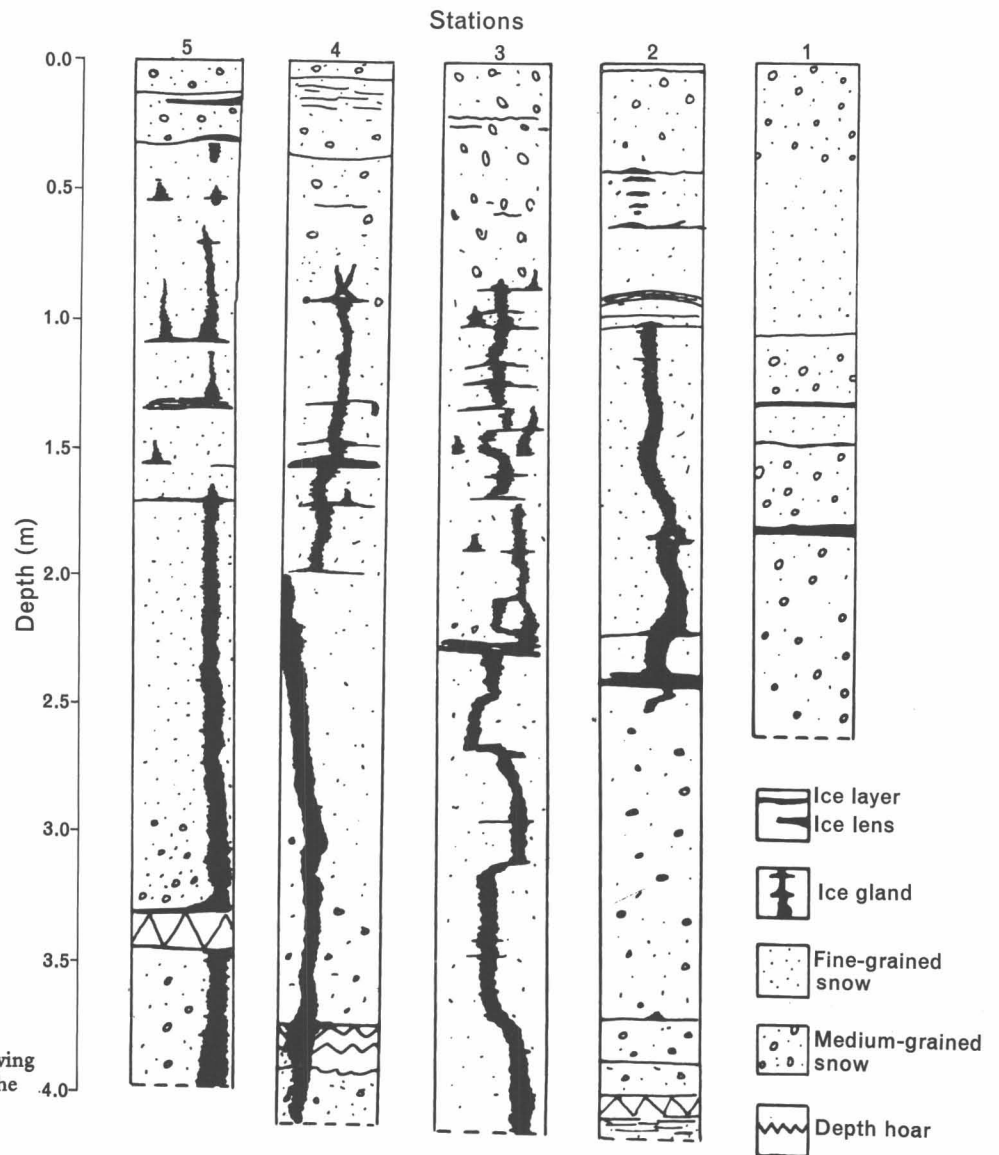 Stations
5 4 3 2 1
0.0
0.5
1.0
1.5
2.0
2.5
3.0
3.5
4.0
Depth (m)
Ice layer
Ice lens
Ice gland
Fine-grained
snow
Medium-grained
snow
Depth hoar
ving
ne